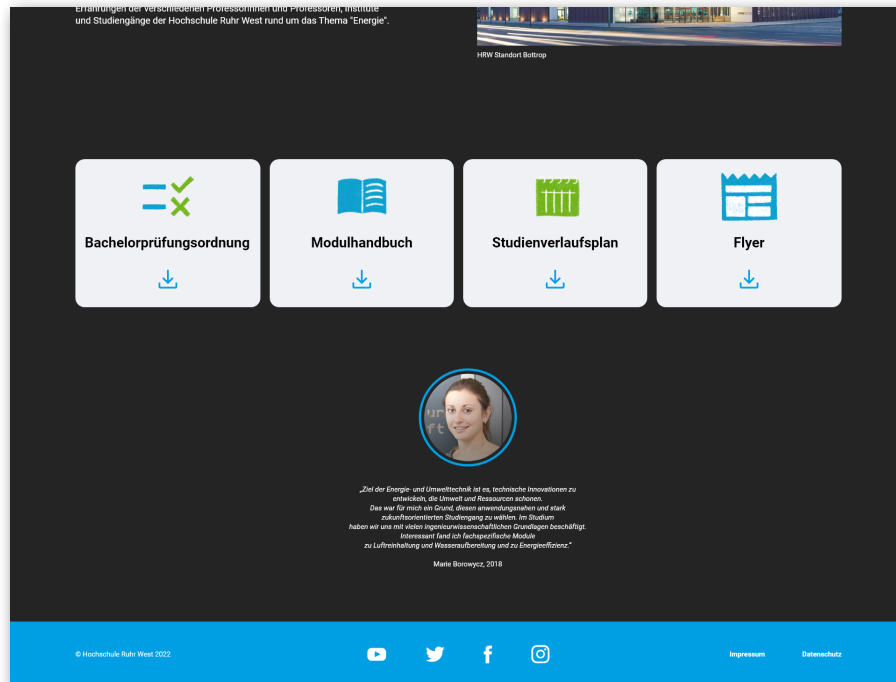 Erfahrungen der verschiedenen Professorinnen und Professoren, Institute
und Studiengänge der Hochschule Ruhr West rund um das Thema "Energie".
HRW Standort Bottrop
Bachelorprüfungsordnung
Modulhandbuch
Studienverlaufsplan
Flyer
„Ziel der Energie- und Umwelttechnik ist es, technische Innovationen zu
entwickeln, die Umwelt und Ressourcen schonen.
Das war für mich ein Grund, diesen anwendungsnahen und stark
zukunftsorientierten Studiengang zu wählen. Im Studium
haben wir uns mit vielen ingenieurwissenschaftlichen Grundlagen beschäftigt.
Interessant fand ich fachspezifische Module
zu Luftreinhaltung und Wasseraufbereitung und zu Energieeffizienz."
Marie Borowycz, 2018
© Hochschule Ruhr West 2022
Impressum
Datenschutz